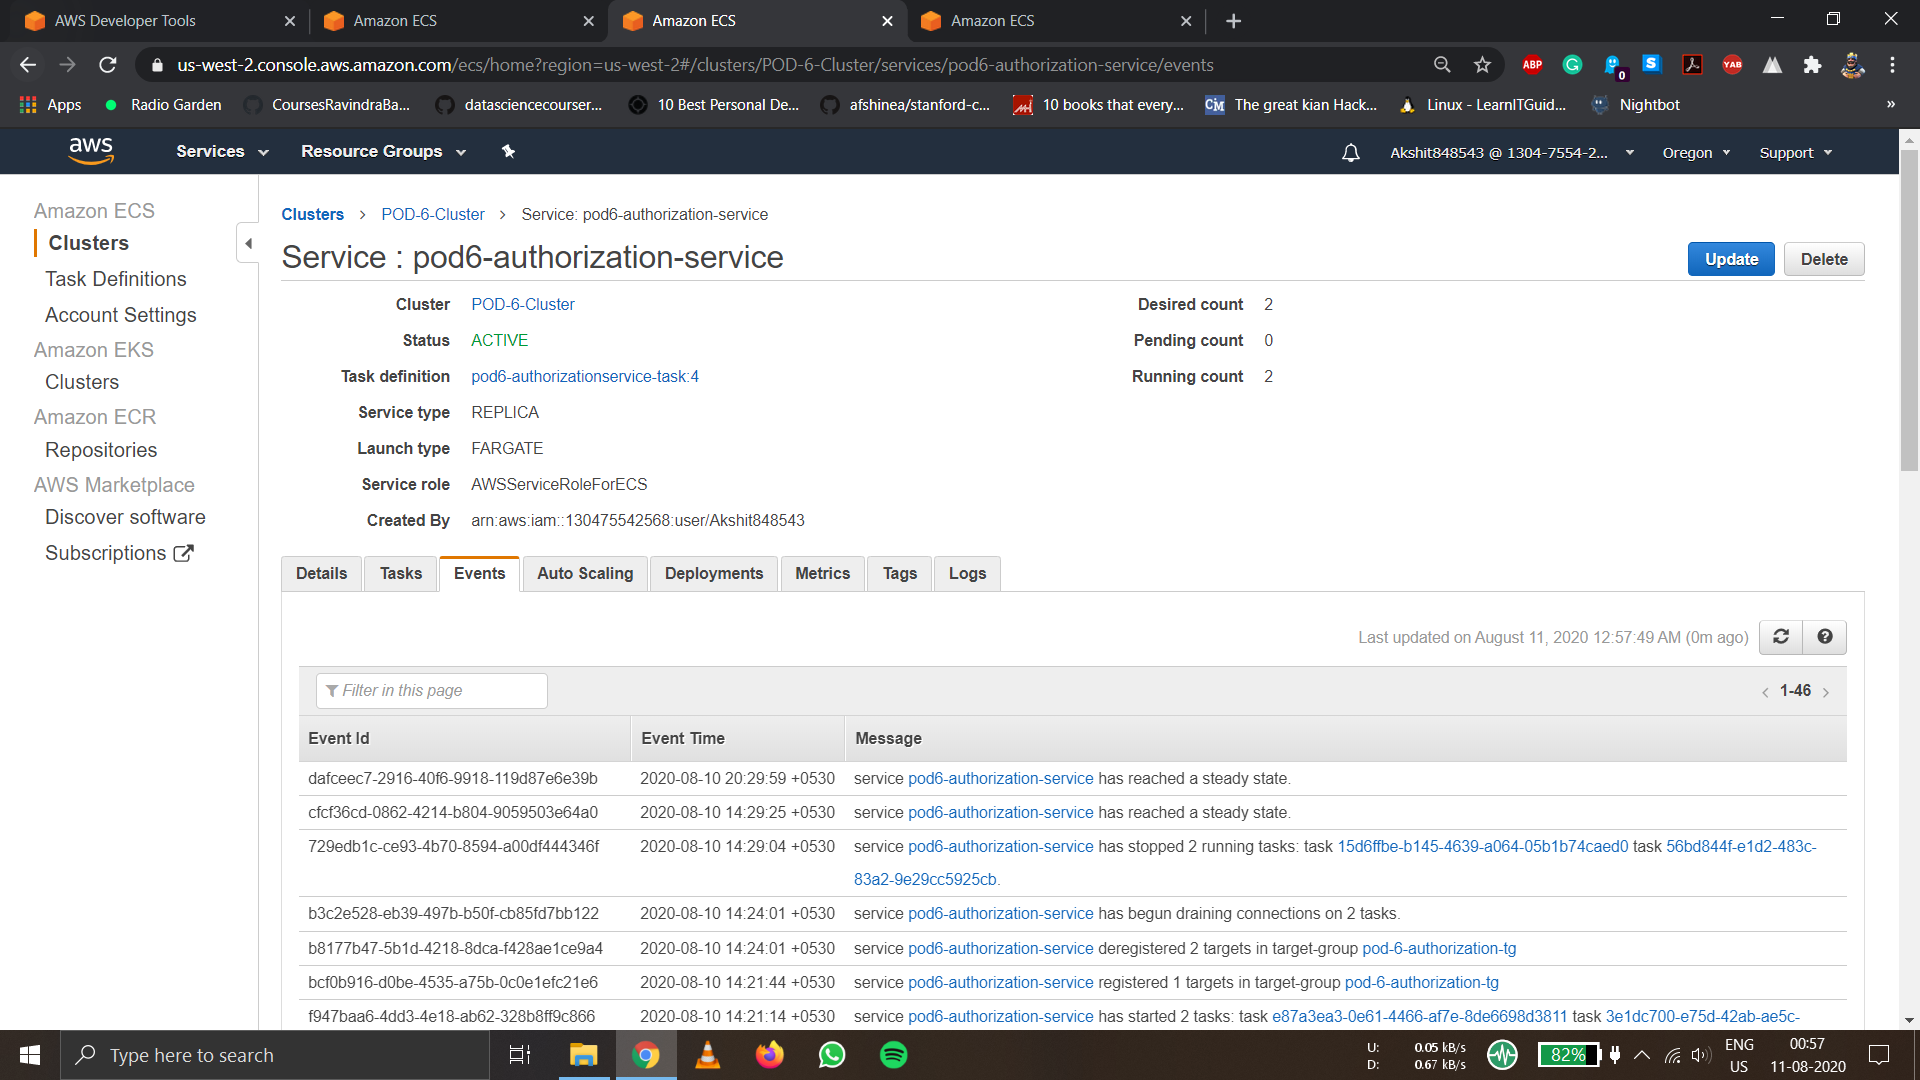 AWS Developer Tools
Amazon ECS
Amazon ECS
Amazon ECS
us-west-2.console.aws.amazon.com/ecs/home?region=us-west-2#/clusters/POD-6-Cluster/services/pod6-authorization-service/events
ABP
0
S
YAB
Apps
Radio Garden
CoursesRavindraBa...
datasciencecourser...
10 Best Personal De...
afshinea/stanford-c...
10 books that every...
CM
The great kian Hack...
Linux - LearnITGuid...
Nightbot
»
aws
Services
Resource Groups
Akshit848543 @ 1304-7554-2...
Oregon
Support
Amazon ECS
Clusters
Task Definitions
Account Settings
Amazon EKS
Clusters
Amazon ECR
Repositories
AWS Marketplace
Discover software
Subscriptions
Clusters > POD-6-Cluster > Service: pod6-authorization-service
Service : pod6-authorization-service
Update
Delete
Cluster POD-6-Cluster
Status ACTIVE
Task definition pod6-authorizationservice-task:4
Service type REPLICA
Launch type FARGATE
Service role AWSServiceRoleForECS
Created By arn:aws:iam::130475542568:user/Akshit848543
Desired count 2
Pending count 0
Running count 2
Details
Tasks
Events
Auto Scaling
Deployments
Metrics
Tags
Logs
Last updated on August 11, 2020 12:57:49 AM (0m ago)
Filter in this page
1-46
Event Id Event Time Message
dafceec7-2916-40f6-9918-119d87e6e39b 2020-08-10 20:29:59 +0530 service pod6-authorization-service has reached a steady state.
cfcf36cd-0862-4214-b804-9059503e64a0 2020-08-10 14:29:25 +0530 service pod6-authorization-service has reached a steady state.
729edb1c-ce93-4b70-8594-a00df444346f 2020-08-10 14:29:04 +0530 service pod6-authorization-service has stopped 2 running tasks: task 15d6ffbe-b145-4639-a064-05b1b74caed0 task 56bd844f-e1d2-483c-
83a2-9e29cc5925cb.
b3c2e528-eb39-497b-b50f-cb85fd7bb122 2020-08-10 14:24:01 +0530 service pod6-authorization-service has begun draining connections on 2 tasks.
b8177b47-5b1d-4218-8dca-f428ae1ce9a4 2020-08-10 14:24:01 +0530 service pod6-authorization-service deregistered 2 targets in target-group pod-6-authorization-tg
bcf0b916-d0be-4535-a75b-0c0e1efc21e6 2020-08-10 14:21:44 +0530 service pod6-authorization-service registered 1 targets in target-group pod-6-authorization-tg
f947baa6-4dd3-4e18-ab62-328b8ff9c866 2020-08-10 14:21:14 +0530 service pod6-authorization-service has started 2 tasks: task e87a3ea3-0e61-4466-af7e-8de6698d3811 task 3e1dc700-e75d-42ab-ae5c-
Type here to search
U: 0.05 kB/s
D: 0.67 kB/s
82%
ENG
US
00:57
11-08-2020